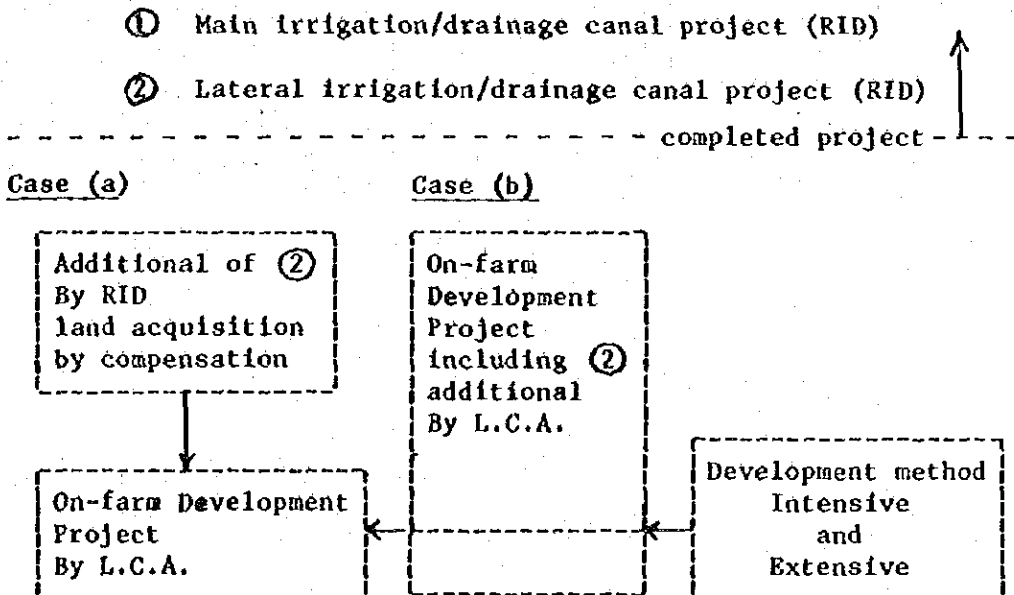 ① Main irrigation/drainage canal project (RID)
② Lateral irrigation/drainage canal project (RID)
completed project
Case (a)
Additional of ②
By RID
land acquisition
by compensation
On-farm Development
Project
By L.C.A.
Case (b)
On-farm
Development
Project
including ②
additional
By L.C.A.
Development method
Intensive
and
Extensive